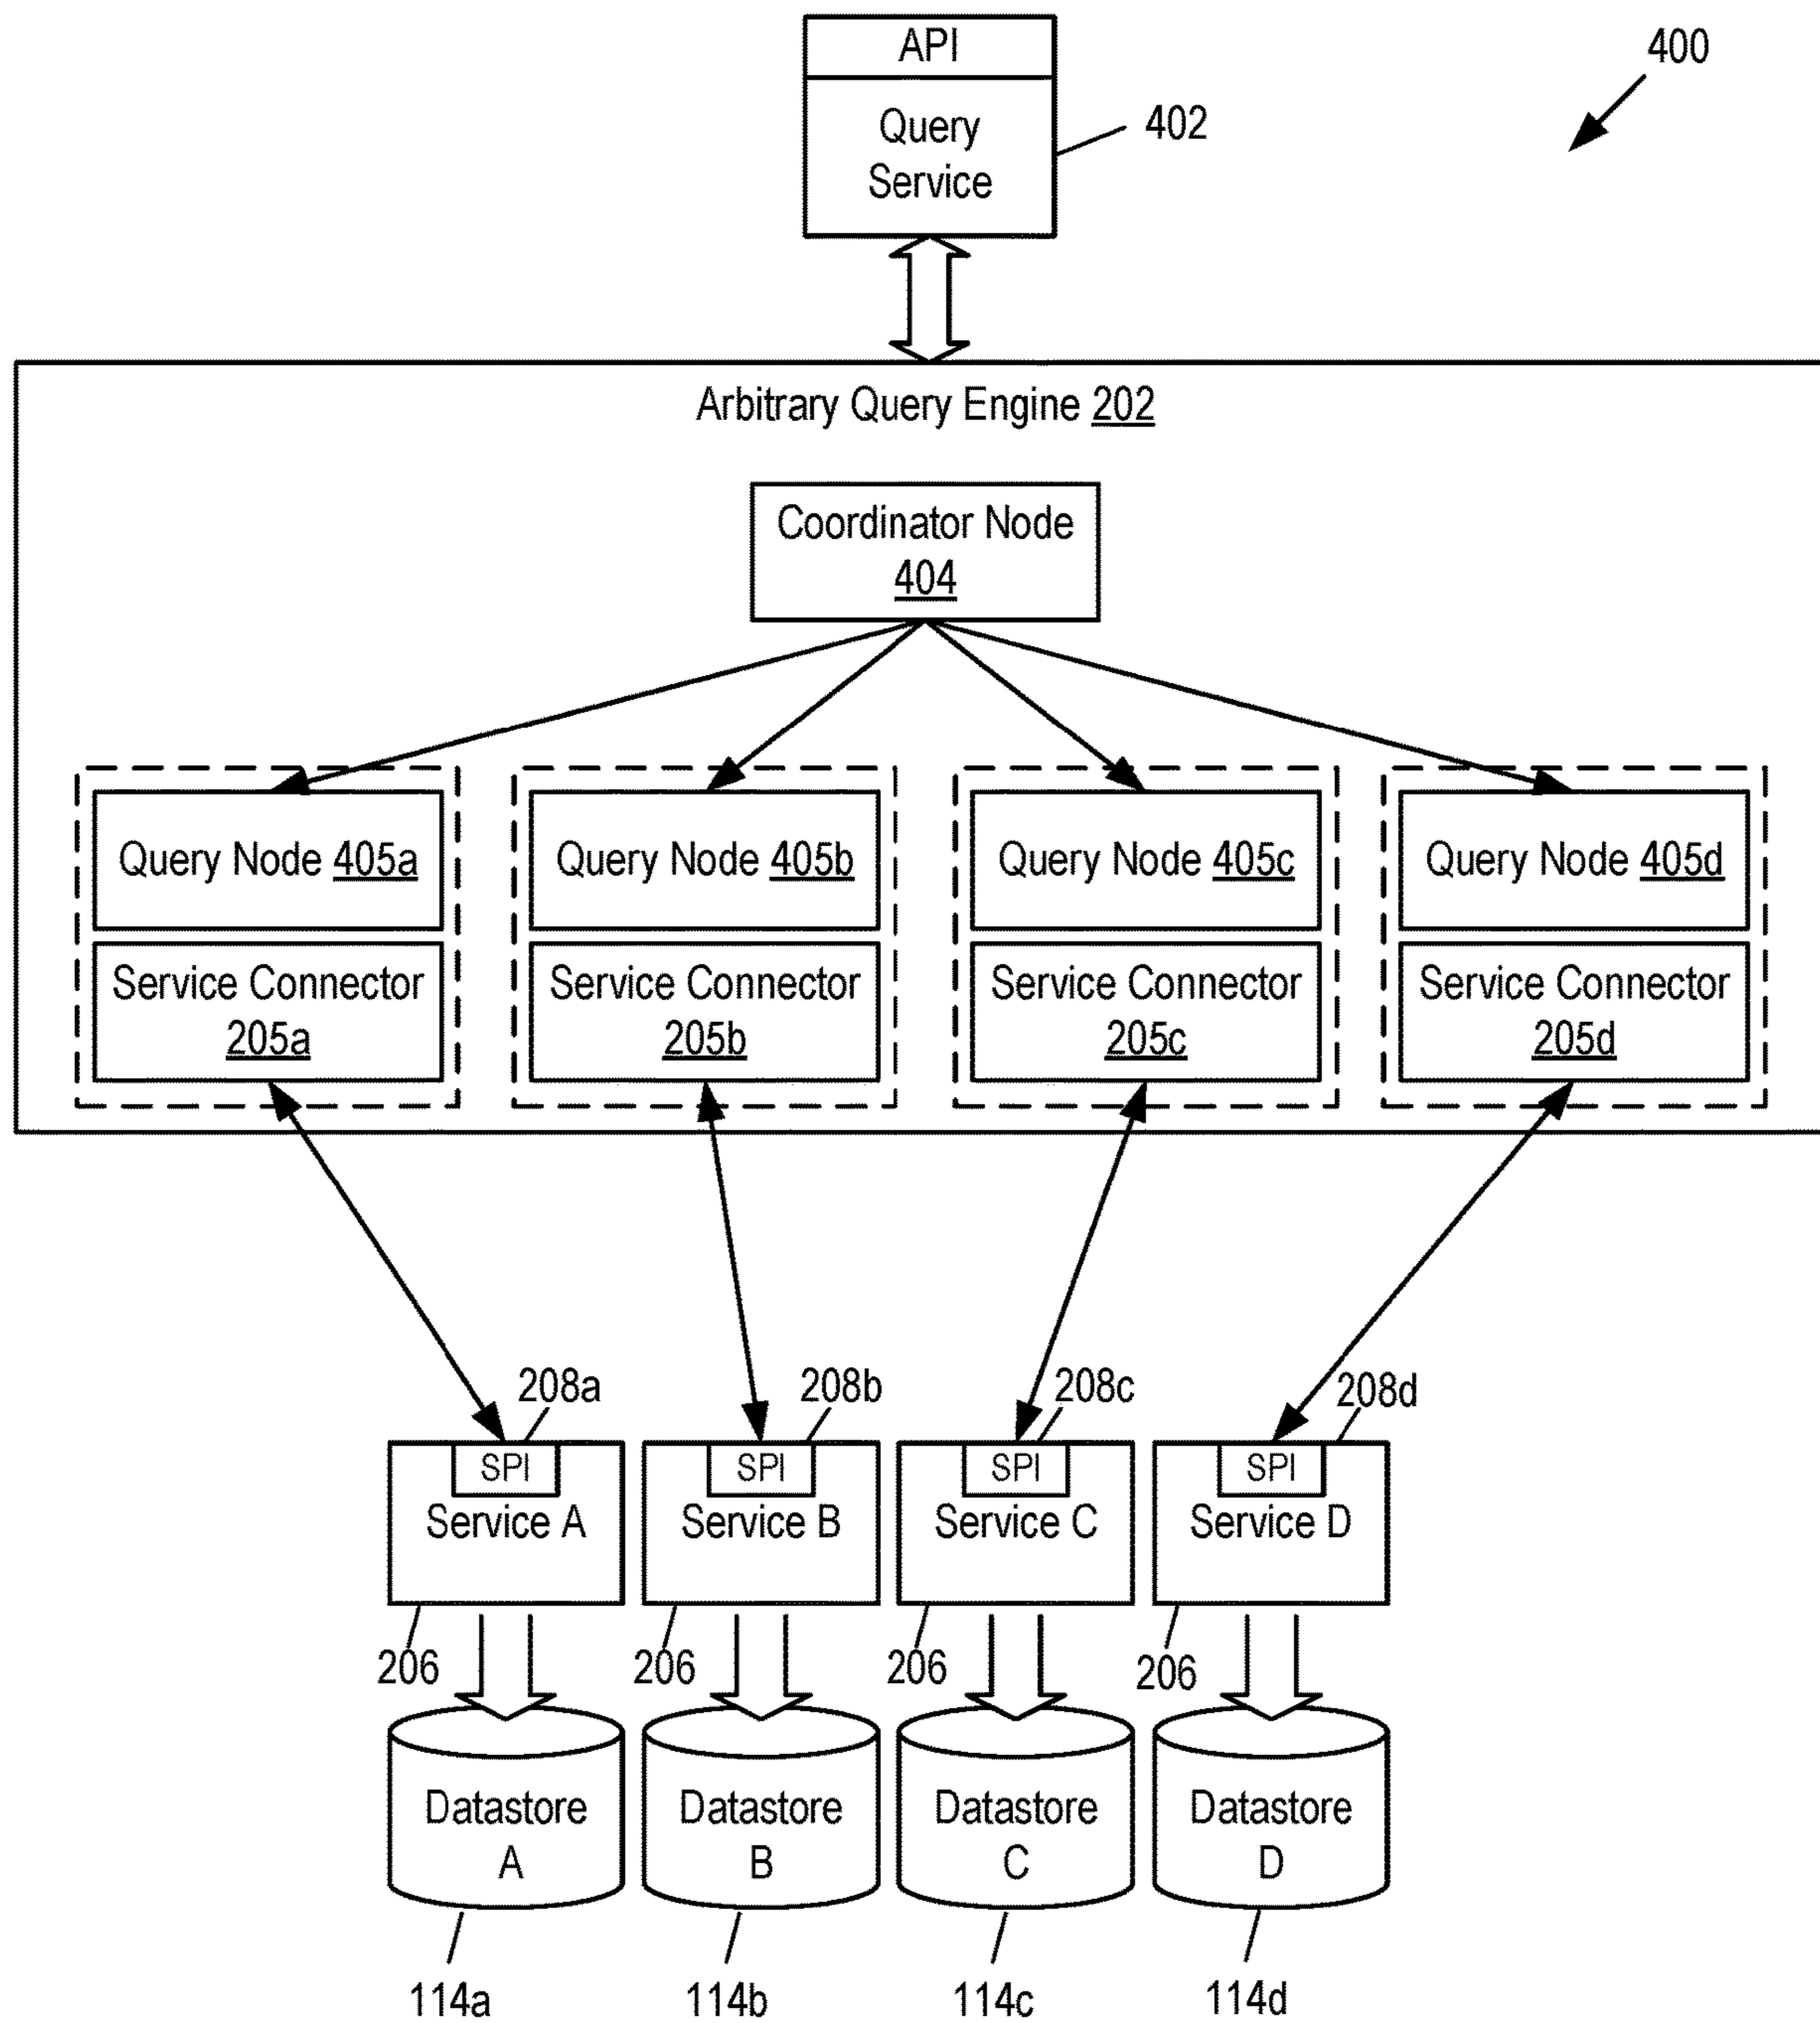 API
400
Query
Service
402
Arbitrary Query Engine 202
Coordinator Node
404
Query Node 405a
Query Node 405b
Query Node 405c
Query Node 405d
Service Connector
205a
Service Connector
205b
Service Connector
205c
Service Connector
205d
208a
208b
208c
208d
SPI
SPI
SPI
SPI
Service A
Service B
Service C
Service D
206
206
206
206
Datastore
A
Datastore
B
Datastore
C
Datastore
D
114a
114b
114c
114d